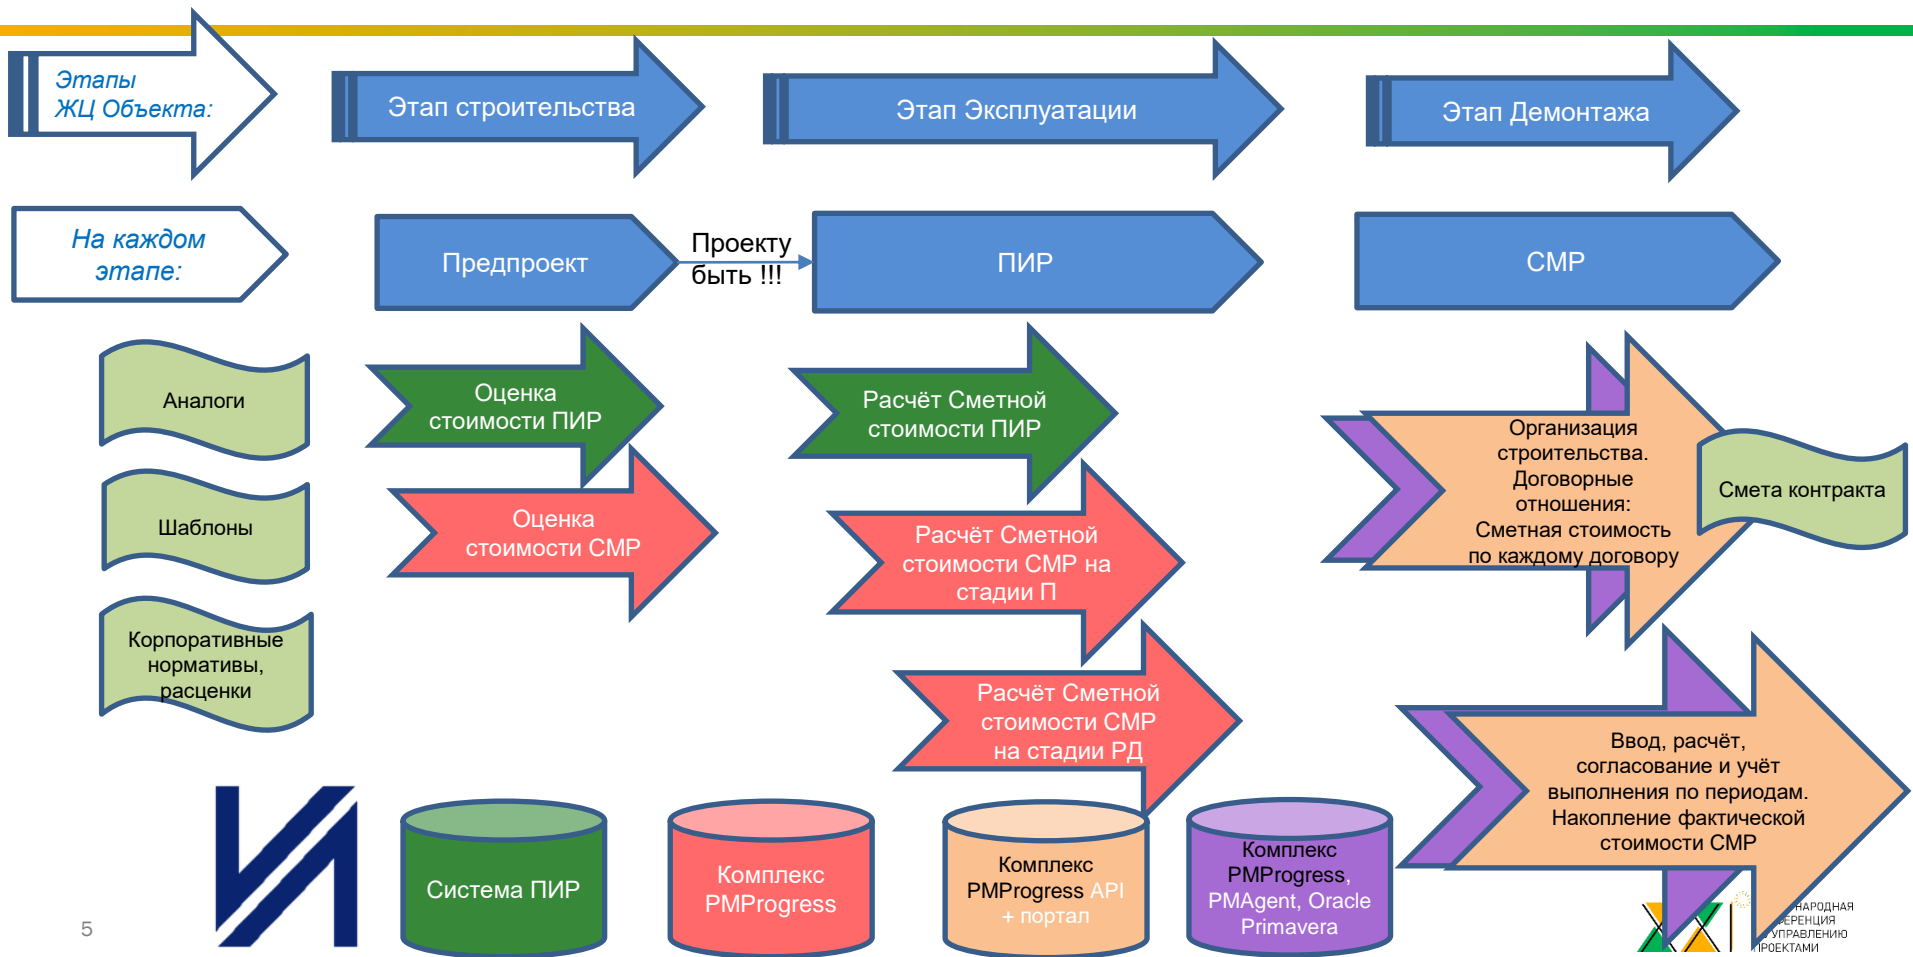 Этапы
ЖЦ Объекта:
Этап строительства
Этап Эксплуатации
Этап Демонтажа
На каждом
этапе:
Предпроект
Проекту
быть !!!
ПИР
СМР
Аналоги
Шаблоны
Корпоративные
нормативы,
расценки
Оценка
стоимости ПИР
Оценка
стоимости СМР
Расчёт Сметной
стоимости ПИР
Расчёт Сметной
стоимости СМР на
стадии П
Расчёт Сметной
стоимости СМР
на стадии РД
Организация
строительства.
Договорные
отношения:
Сметная стоимость
по каждому договору
Смета контракта
Ввод, расчёт,
согласование и учёт
выполнения по периодам.
Накопление фактической
стоимости СМР
Система ПИР
Комплекс
PMProgress
Комплекс
PMProgress API
+ портал
Комплекс
PMProgress,
PMAgent, Oracle
Primavera
5
УПРАВЛЕНИЮ
ПРОЕКТАМИ